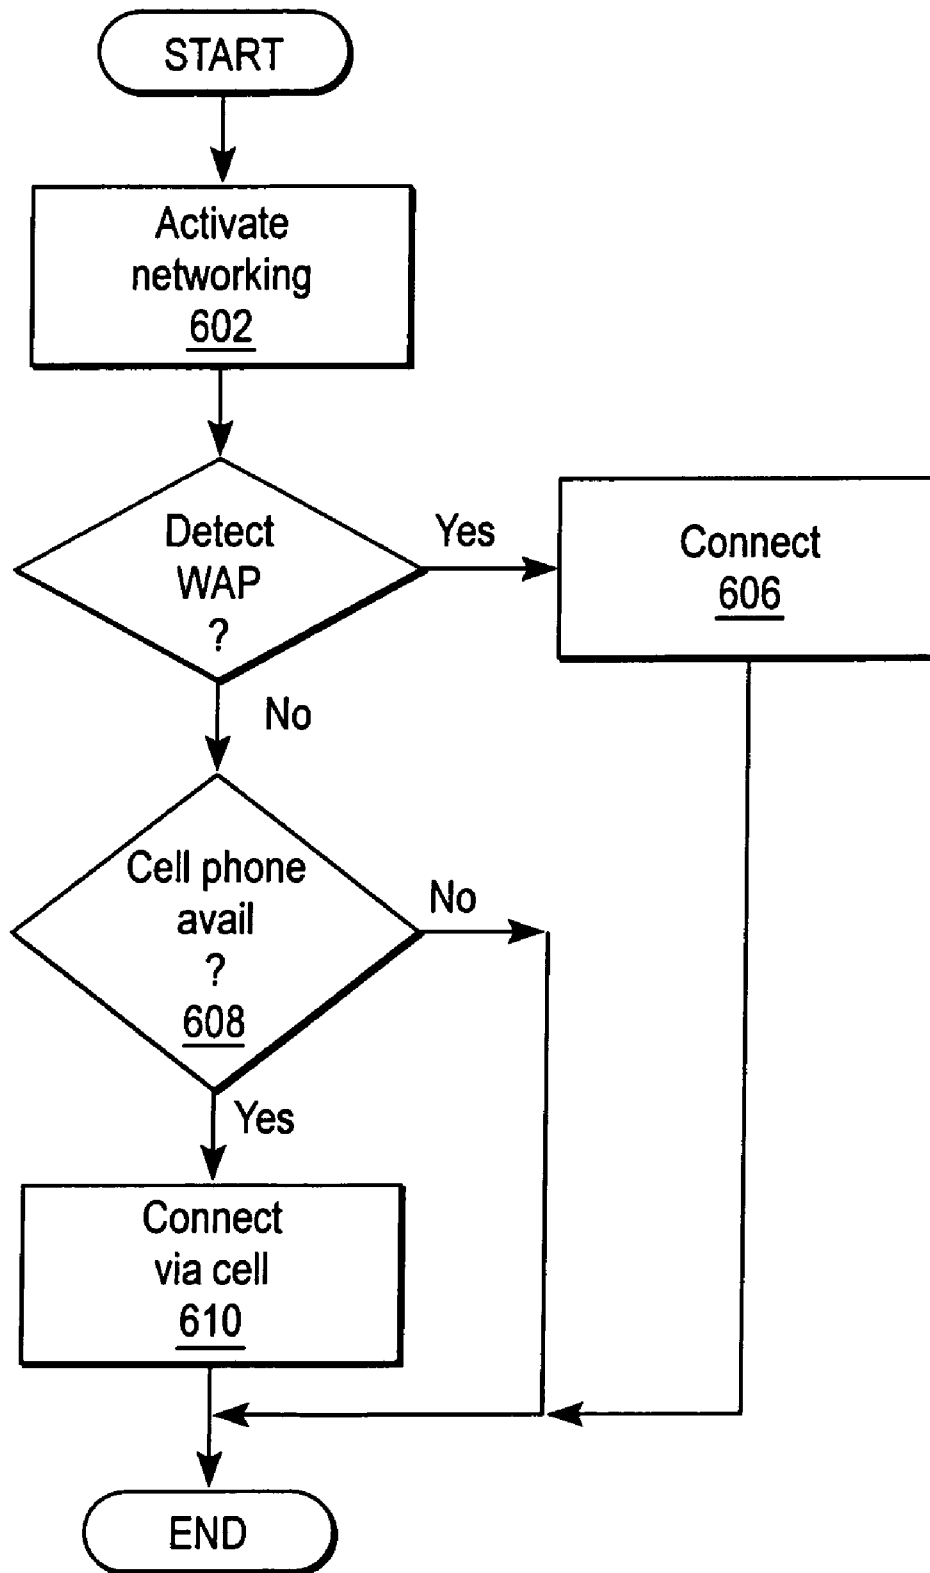 START
Activate
networking
602
Detect
WAP
?
Yes
Connect
606
No
Cell phone
avail
?
608
No
Yes
Connect
via cell
610
END